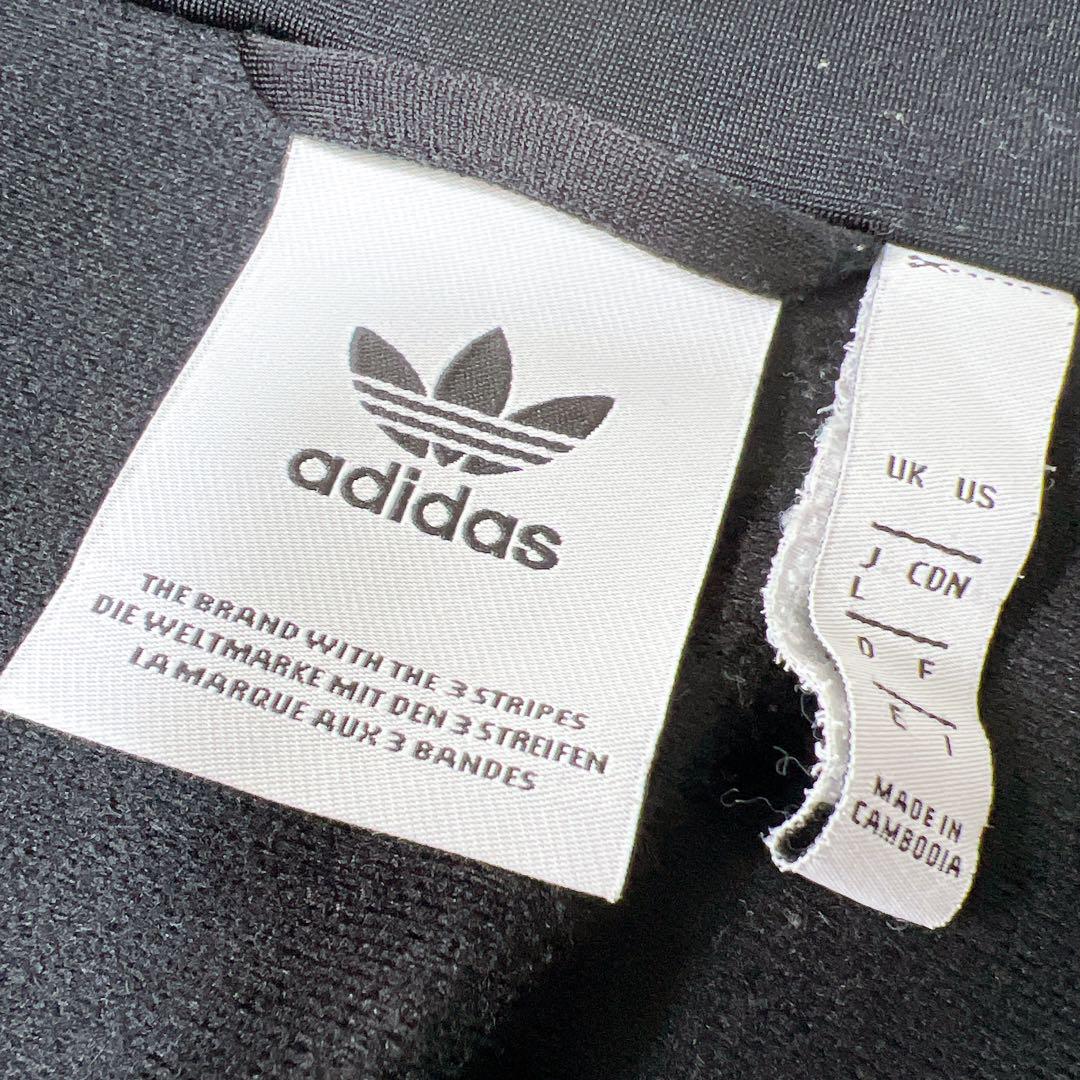 adidas
THE BRAND WITH THE 3 STRIPES
DIE WELTMARKE MIT DEN 3 STREIFEN
LA MARQUE AUX 3 BANDES
UK US
J CDN
L
D F
E I
MADE IN
CAMBODIA